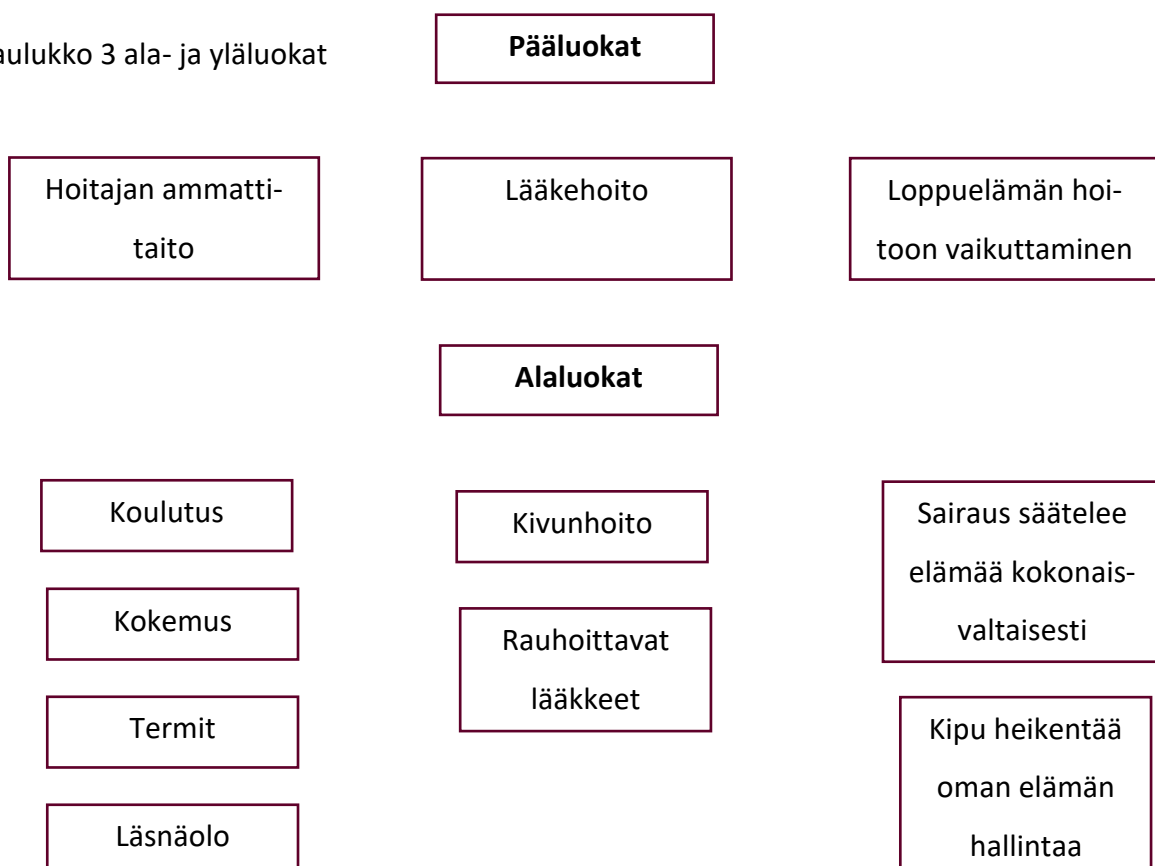 aulukko 3 ala- ja yläluokat
Pääluokat
Hoitajan ammatti-
taito
Lääkehoito
Loppuelämän hoi-
toon vaikuttaminen
Alaluokat
Koulutus
Kokemus
Termit
Läsnäolo
Kivunhoito
Rauhoittavat
lääkkeet
Sairaus säätelee
elämää kokonais-
valtaisesti
Kipu heikentää
oman elämän
hallintaa